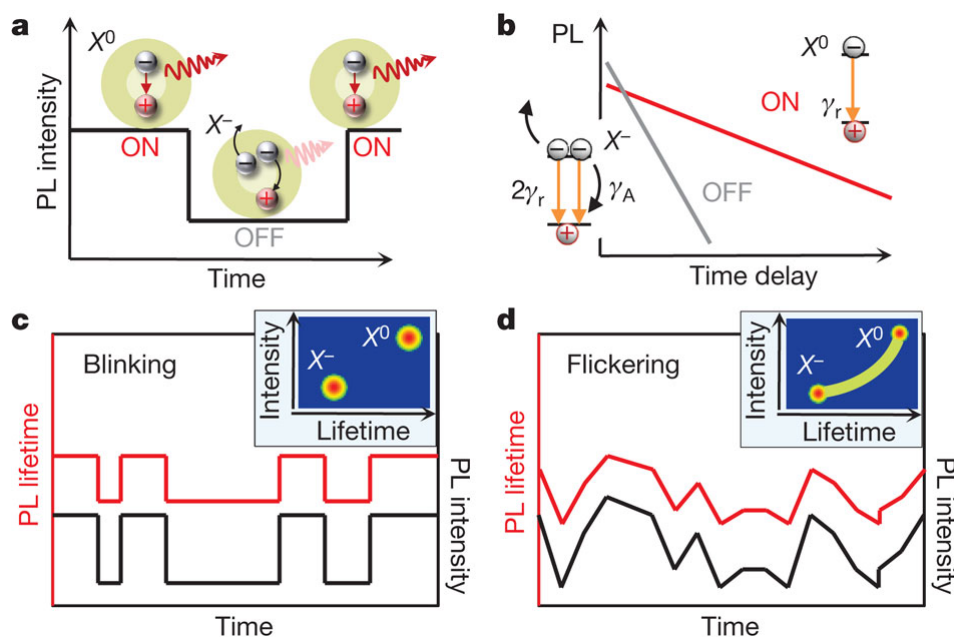 a
PL intensity
X⁰
ON
X⁻
OFF
ON
Time
b
PL
X⁰
ON
γr
X⁻
2γr
γA
OFF
Time delay
c
Blinking
Intensity
X⁻
X⁰
Lifetime
PL lifetime
PL intensity
Time
d
Flickering
Intensity
X⁻
X⁰
Lifetime
PL lifetime
PL intensity
Time